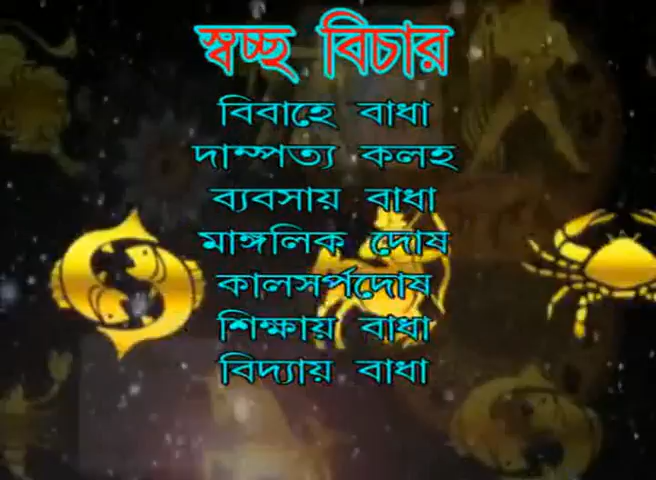 স্বচ্ছ বিচার
বিবাহে বাধা
দাম্পত্য কলহ
ব্যবসায় বাধা
মাঙ্গলিক দোষ
কালসর্পদোষ
শিক্ষায় বাধা
বিদ্যায় বাধা